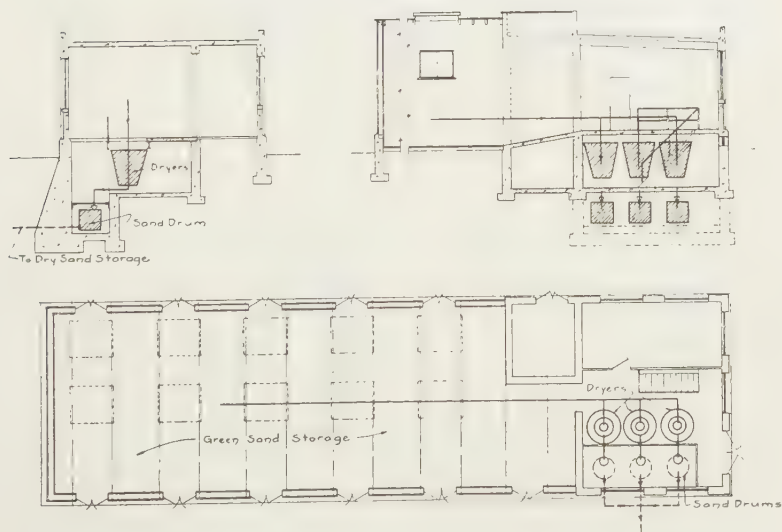 Dryers
Sand Drum
To Dry Sand Storage
Dryers
Green Sand Storage
Sand Drums